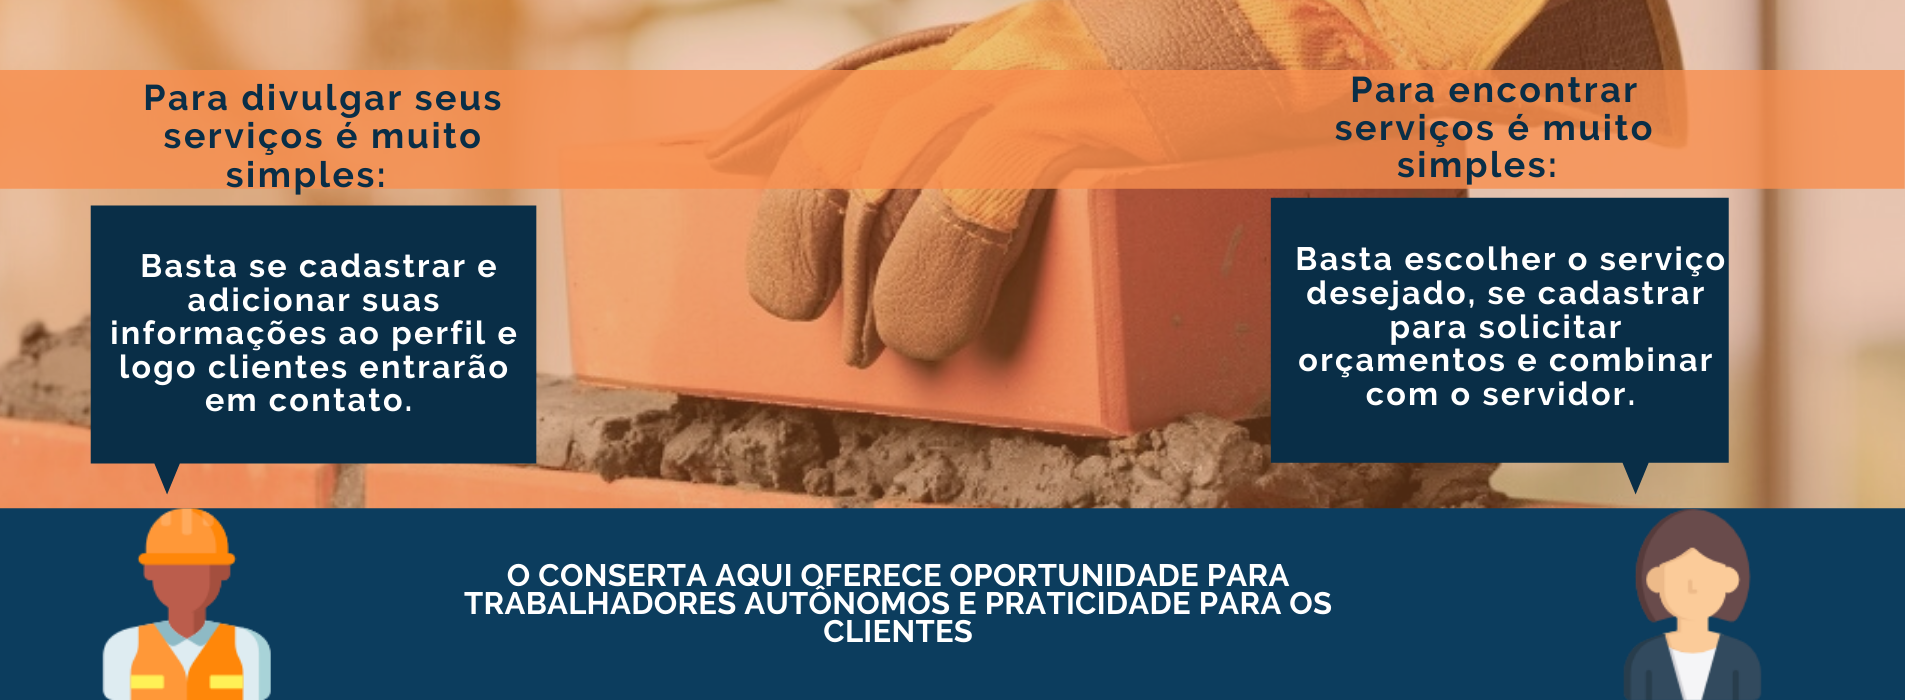 Para divulgar seus
serviços é muito
simples:
Basta se cadastrar e
adicionar suas
informações ao perfil e
logo clientes entrarão
em contato.
Para encontrar
serviços é muito
simples:
Basta escolher o serviço
desejado, se cadastrar
para solicitar
orçamentos e combinar
com o servidor.
O CONSERTA AQUI OFERECE OPORTUNIDADE PARA
TRABALHADORES AUTÔNOMOS E PRATICIDADE PARA OS
CLIENTES